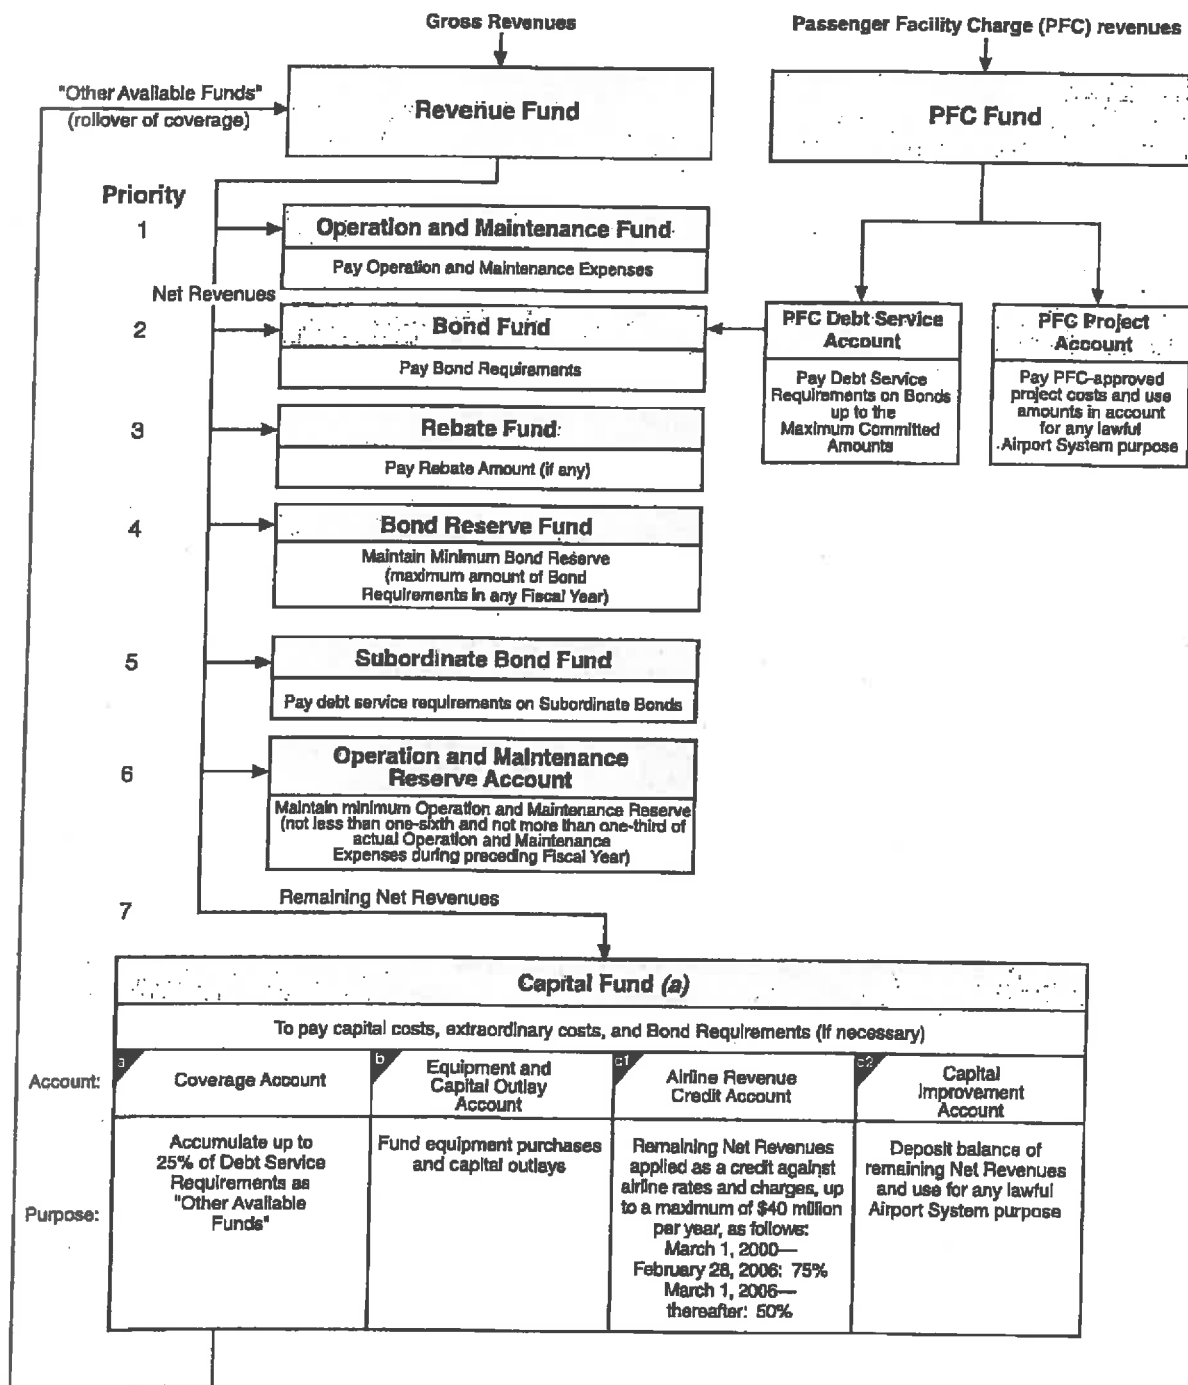 Gross Revenues
Passenger Facility Charge (PFC) revenues
"Other Available Funds"
(rollover of coverage)
Revenue Fund
PFC Fund
Priority
1
Operation and Maintenance Fund
Pay Operation and Maintenance Expenses
Net Revenues
2
Bond Fund
Pay Bond Requirements
PFC Debt Service
Account
Pay Debt Service
Requirements on Bonds
up to the
Maximum Committed
Amounts
PFC Project
Account
Pay PFC-approved
project costs and use
amounts in account
for any lawful
Airport System purpose
3
Rebate Fund
Pay Rebate Amount (if any)
4
Bond Reserve Fund
Maintain Minimum Bond Reserve
(maximum amount of Bond
Requirements in any Fiscal Year)
5
Subordinate Bond Fund
Pay debt service requirements on Subordinate Bonds
6
Operation and Maintenance
Reserve Account
Maintain minimum Operation and Maintenance Reserve
(not less than one-sixth and not more than one-third of
actual Operation and Maintenance
Expenses during preceding Fiscal Year)
7
Remaining Net Revenues
Capital Fund (a)
To pay capital costs, extraordinary costs, and Bond Requirements (if necessary)
Account:
a
Coverage Account
b
Equipment and
Capital Outlay
Account
c1
Airline Revenue
Credit Account
c2
Capital
Improvement
Account
Purpose:
Accumulate up to
25% of Debt Service
Requirements as
"Other Available
Funds"
Fund equipment purchases
and capital outlays
Remaining Net Revenues
applied as a credit against
airline rates and charges, up
to a maximum of $40 million
per year, as follows:
March 1, 2000—
February 28, 2006: 75%
March 1, 2006—
thereafter: 50%
Deposit balance of
remaining Net Revenues
and use for any lawful
Airport System purpose